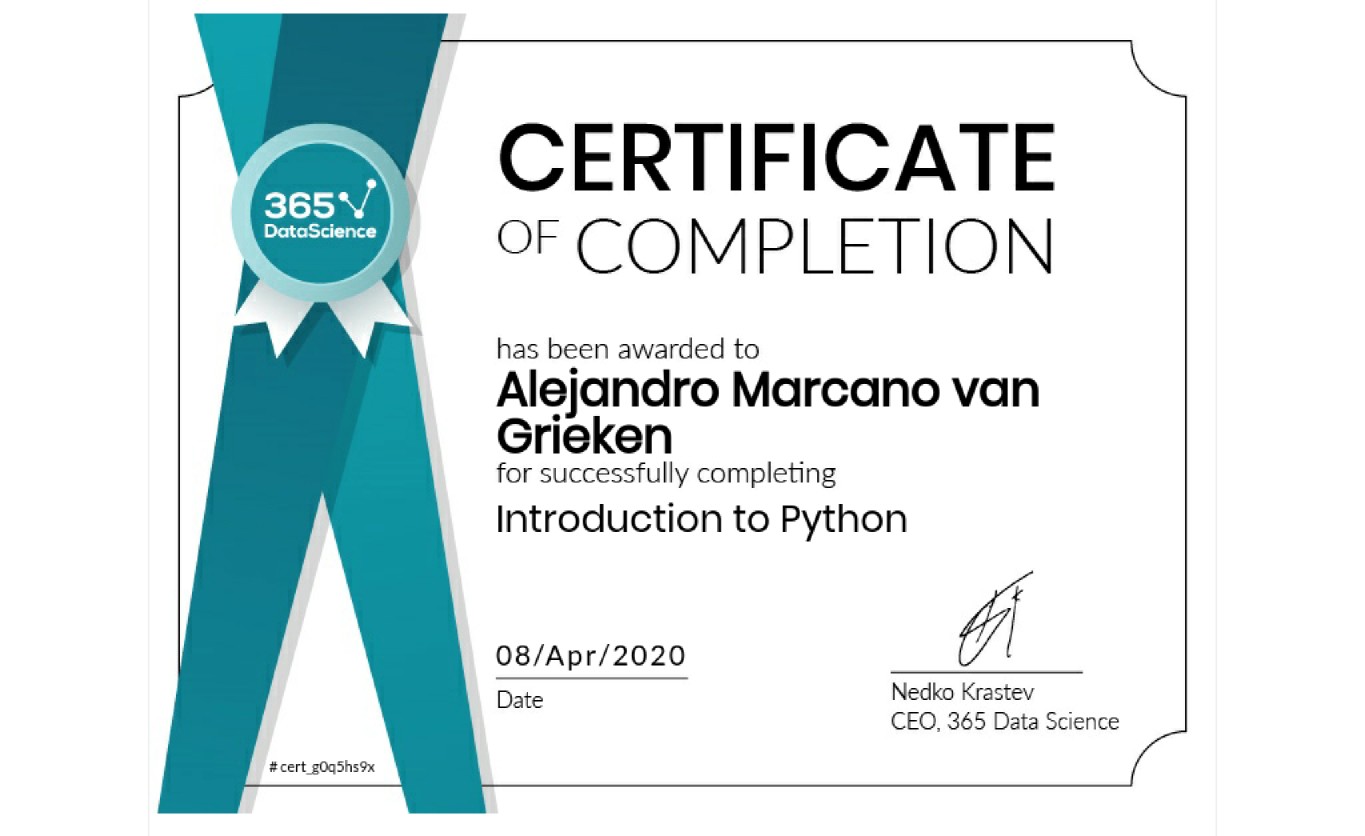 365
DataScience
CERTIFICATE
OF COMPLETION
has been awarded to
Alejandro Marcano van
Grieken
for successfully completing
Introduction to Python
08/Apr/2020
Date
Nedko Krastev
CEO, 365 Data Science
#cert_g0q5hs9x